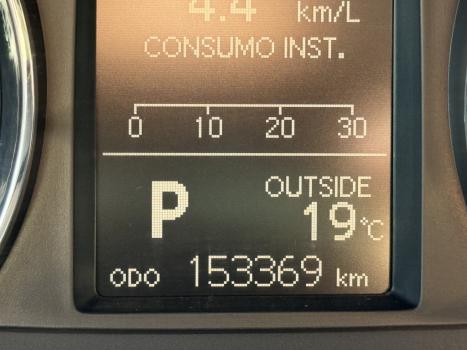 4.4 km/L
CONSUMO INST.
0 10 20 30
OUTSIDE
P 19°C
ODO 153369 km